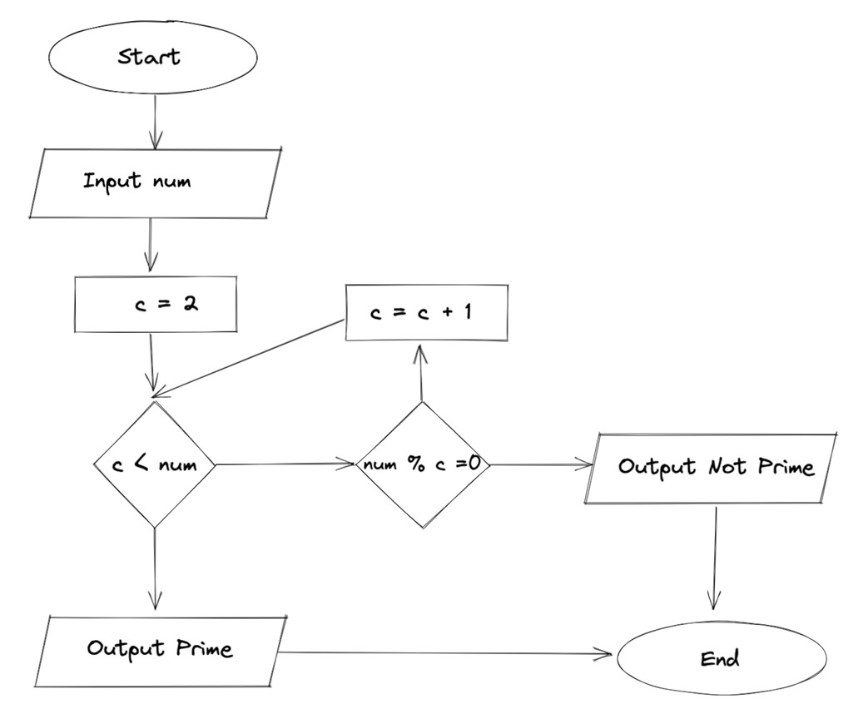 Start
Input num
c = 2
c = c + 1
c < num
num % c =0
Output Not Prime
Output Prime
End